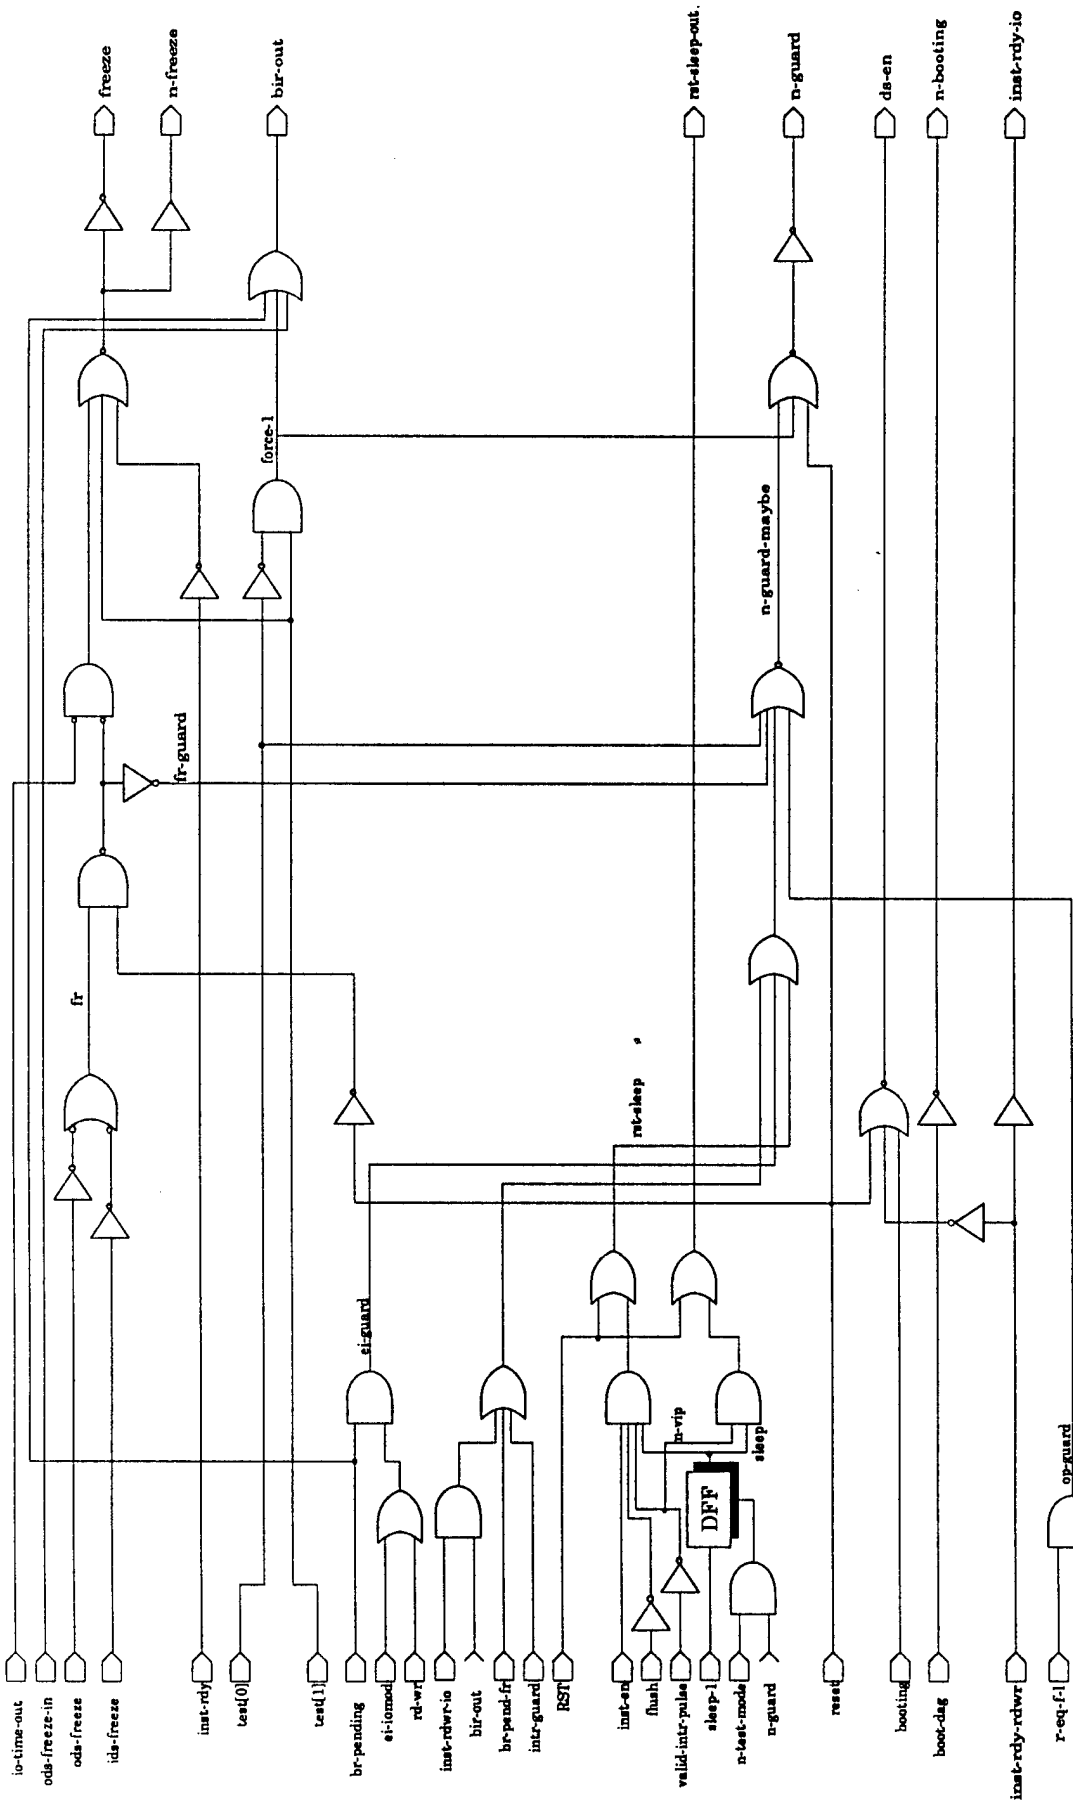 freeze
n-freeze
bir-out
rst-sleep-out.
n-guard
ds-en
n-booting
inst-rdy-io
force-1
n-guard-maybe
fr-guard
fr
rst-sleep
ei-guard
n-vip
sleep
DFF
op-guard
io-time-out
ods-freeze-in
ods-freeze
ids-freeze
inst-rdy
test[0]
test[1]
br-pending
ei-iomod
rd-wr
inst-rdwr-io
bir-out
br-pend-fr
intr-guard
RST
inst-en
flush
valid-intr-pulse
sleep-1
n-test-mode
n-guard
reset
booting
boot-dag
inst-rdy-rdwr
r-eq-f-1